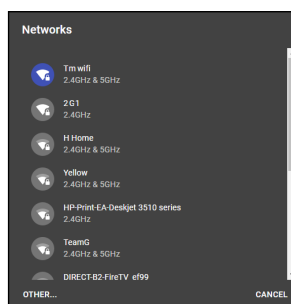 Networks
Tm wifi
2.4GHz & 5GHz
2G1
2.4GHz
H Home
2.4GHz & 5GHz
Yellow
2.4GHz & 5GHz
HP-Print-EA-Deskjet 3510 series
2.4GHz
TeamG
2.4GHz & 5GHz
DIRECT-B2-FireTV_ef99
OTHER...
CANCEL